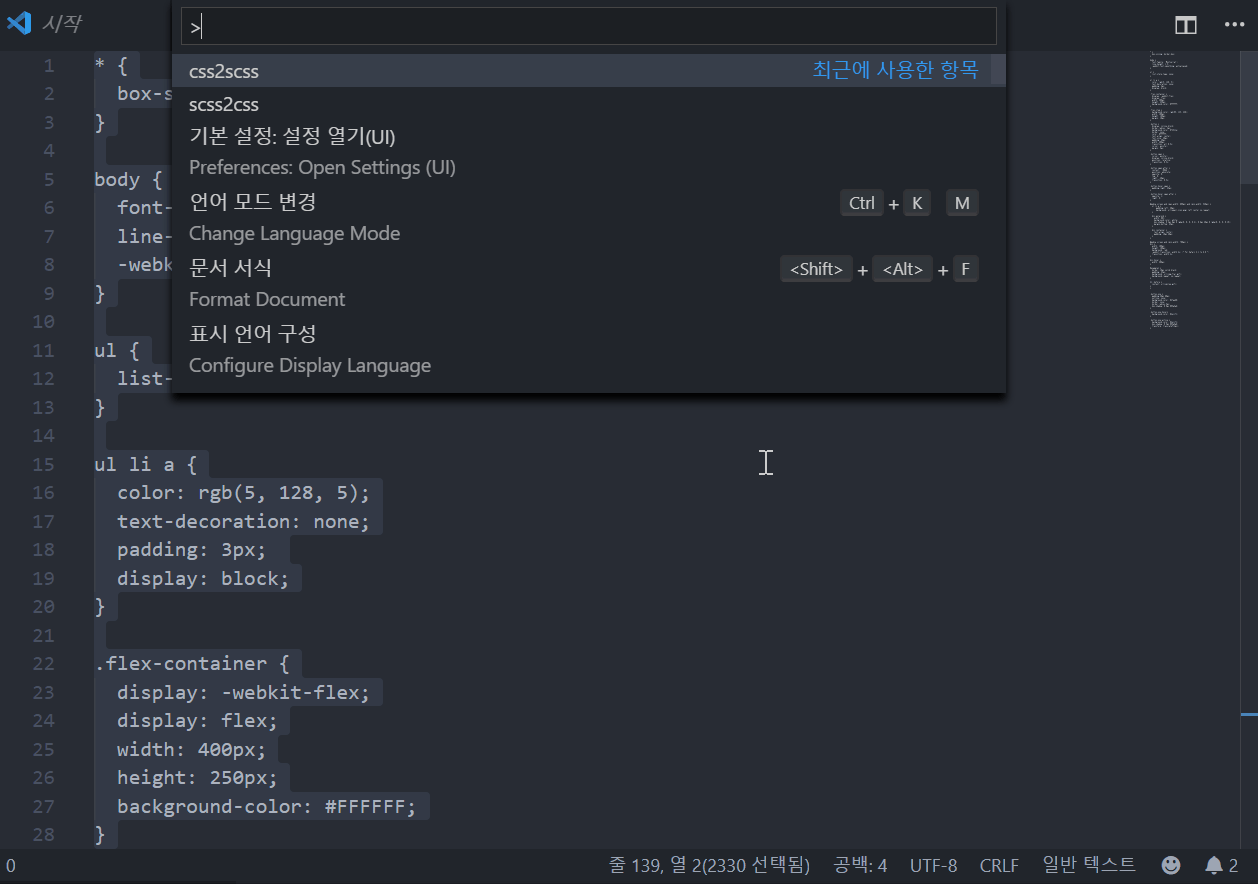 시작
>
css2scss 최근에 사용한 항목
scss2css
기본 설정: 설정 열기(UI)
Preferences: Open Settings (UI)
언어 모드 변경 Ctrl + K M
Change Language Mode
문서 서식 <Shift> + <Alt> + F
Format Document
표시 언어 구성
Configure Display Language
1 * {
2 box-s
3 }
4
5 body {
6 font-
7 line-
8 -webk
9 }
10
11 ul {
12 list-
13 }
14
15 ul li a {
16 color: rgb(5, 128, 5);
17 text-decoration: none;
18 padding: 3px;
19 display: block;
20 }
21
22 .flex-container {
23 display: -webkit-flex;
24 display: flex;
25 width: 400px;
26 height: 250px;
27 background-color: #FFFFFF;
28 }
0 줄 139, 열 2(2330 선택됨) 공백: 4 UTF-8 CRLF 일반 텍스트 2